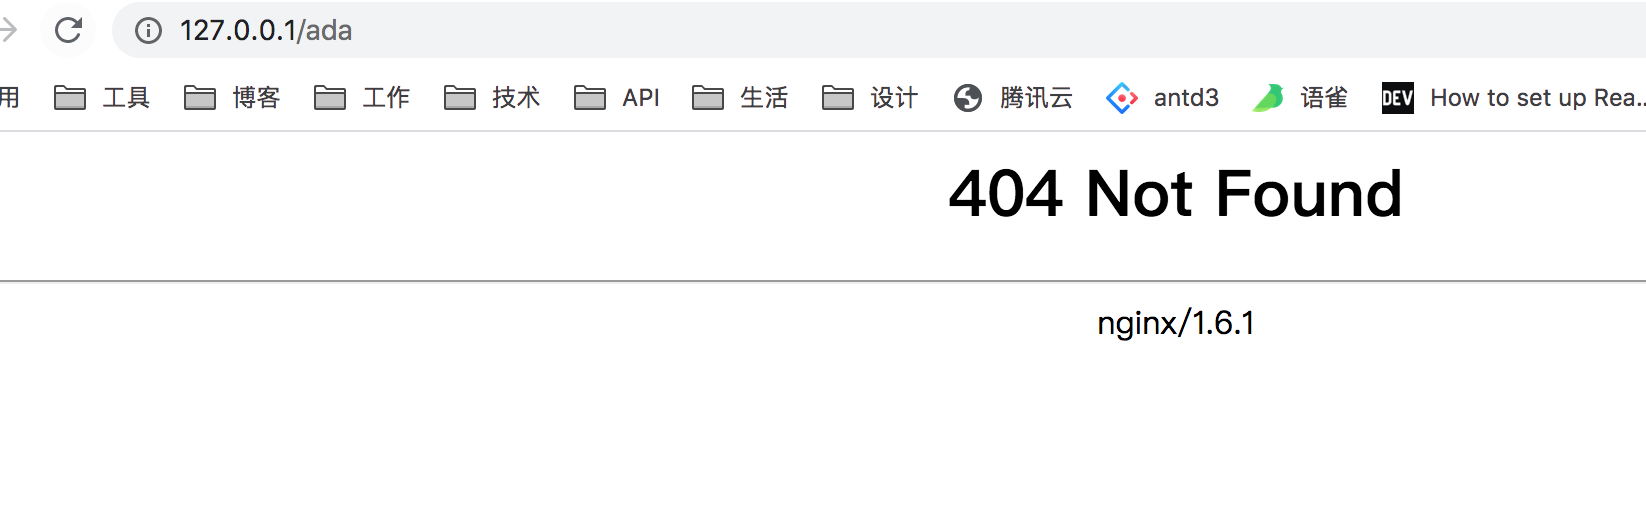 127.0.0.1/ada
用 工具 博客 工作 技术 API 生活 设计 腾讯云 antd3 语雀 DEV How to set up Rea...
404 Not Found
nginx/1.6.1